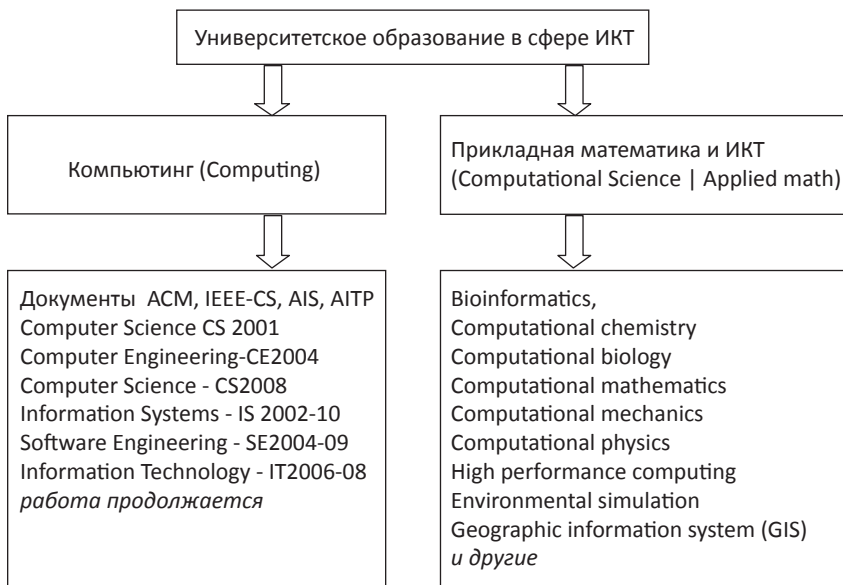 Университетское образование в сфере ИКТ
Компьютинг (Computing)
Прикладная математика и ИКТ
(Computational Science | Applied math)
Документы ACM, IEEE-CS, AIS, AITP
Computer Science CS 2001
Computer Engineering-CE2004
Computer Science - CS2008
Information Systems - IS 2002-10
Software Engineering - SE2004-09
Information Technology - IT2006-08
работа продолжается
Bioinformatics,
Computational chemistry
Computational biology
Computational mathematics
Computational mechanics
Computational physics
High performance computing
Environmental simulation
Geographic information system (GIS)
и другие